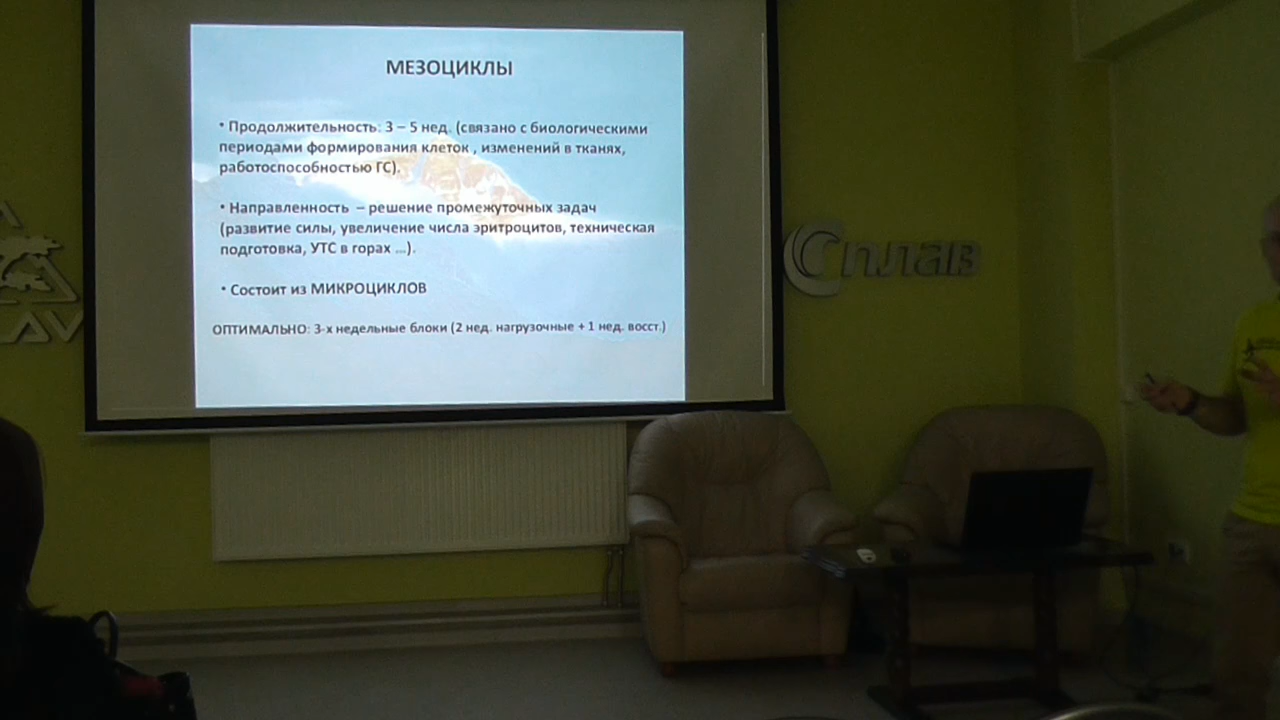 МЕЗОЦИКЛЫ
• Продолжительность: 3 – 5 нед. (связано с биологическими
периодами формирования клеток , изменений в тканях,
работоспособностью ГС).
• Направленность – решение промежуточных задач
(развитие силы, увеличение числа эритроцитов, техническая
подготовка, УТС в горах ...).
• Состоит из МИКРОЦИКЛОВ
ОПТИМАЛЬНО: 3-х недельные блоки (2 нед. нагрузочные + 1 нед. восст.)
Сплав
AV